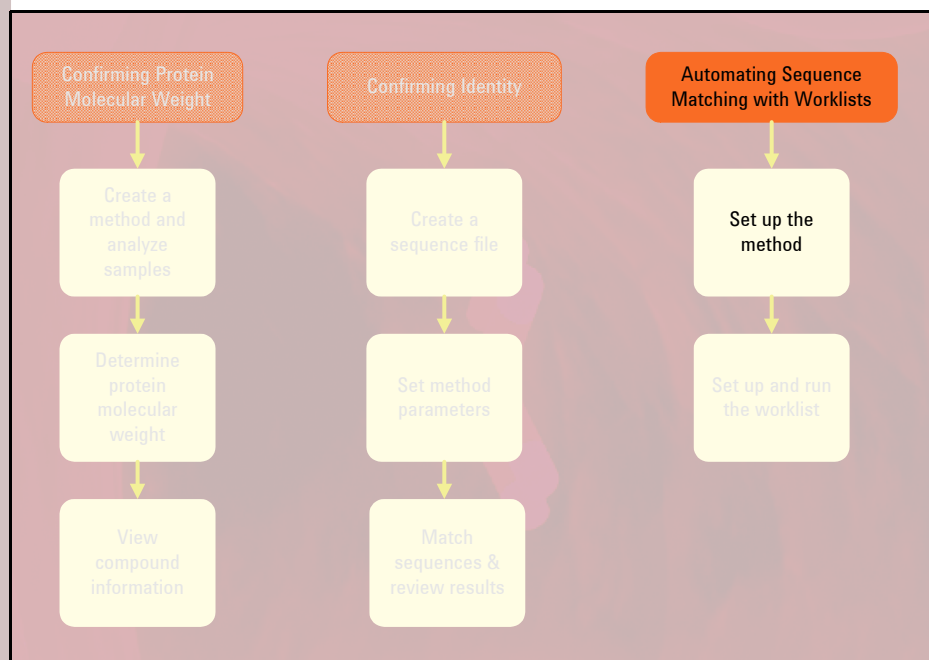 Confirming Protein
Molecular Weight
Create a
method and
analyze
samples
Determine
protein
molecular
weight
View
compound
information
Confirming Identity
Create a
sequence file
Set method
parameters
Match
sequences &
review results
Automating Sequence
Matching with Worklists
Set up the
method
Set up and run
the worklist